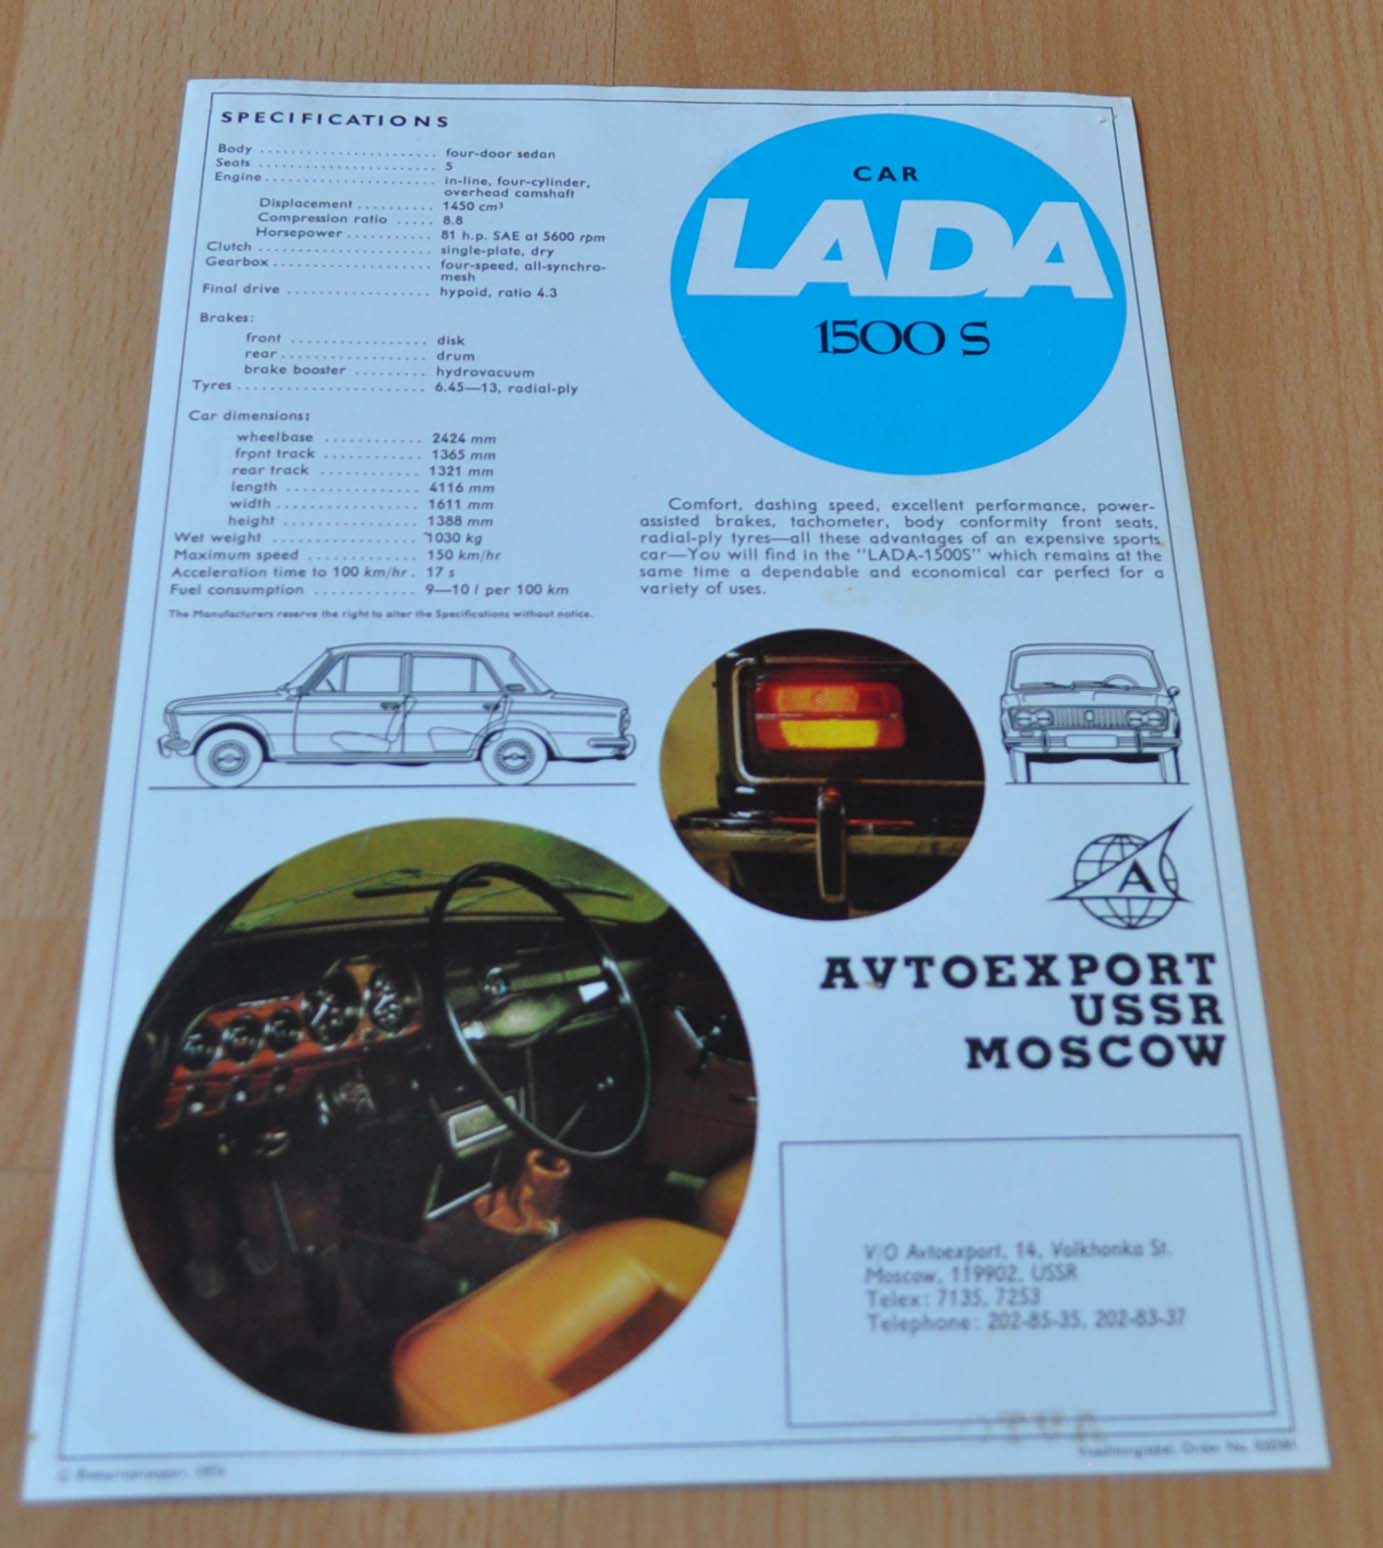 SPECIFICATIONS
Body ........................ four-door sedan
Seats ........................ 5
Engine ........................ in-line, four-cylinder,
overhead camshaft
Displacement .......... 1450 cm³
Compression ratio ..... 8.8
Horsepower ........... 81 h.p. SAE at 5600 rpm
Clutch ........................ single-plate, dry
Gearbox ..................... four-speed, all-synchro-
mesh
Final drive .................. hypoid, ratio 4.3
Brakes:
front ................. disk
rear .................. drum
brake booster ......... hydrovacuum
Tyres ........................ 6.45—13, radial-ply
Car dimensions:
wheelbase ............ 2424 mm
front track ............ 1365 mm
rear track ............ 1321 mm
length ................ 4116 mm
width ................. 1611 mm
height ................ 1388 mm
Wet weight ................... 1030 kg
Maximum speed ............. 150 km/hr
Acceleration time to 100 km/hr . 17 s
Fuel consumption ............ 9—10 l per 100 km
The Manufacturers reserve the right to alter the Specifications without notice.
CAR
LADA
1500 S
Comfort, dashing speed, excellent performance, power-
assisted brakes, tachometer, body conformity front seats,
radial-ply tyres—all these advantages of an expensive sports
car—You will find in the "LADA-1500S" which remains at the
same time a dependable and economical car perfect for a
variety of uses.
A
AVTOEXPORT
USSR
MOSCOW
V/O Avtoexport, 14, Volkhonka St.
Moscow, 119902, USSR
Telex: 7135, 7253
Telephone: 202-85-35, 202-83-37
Order No.